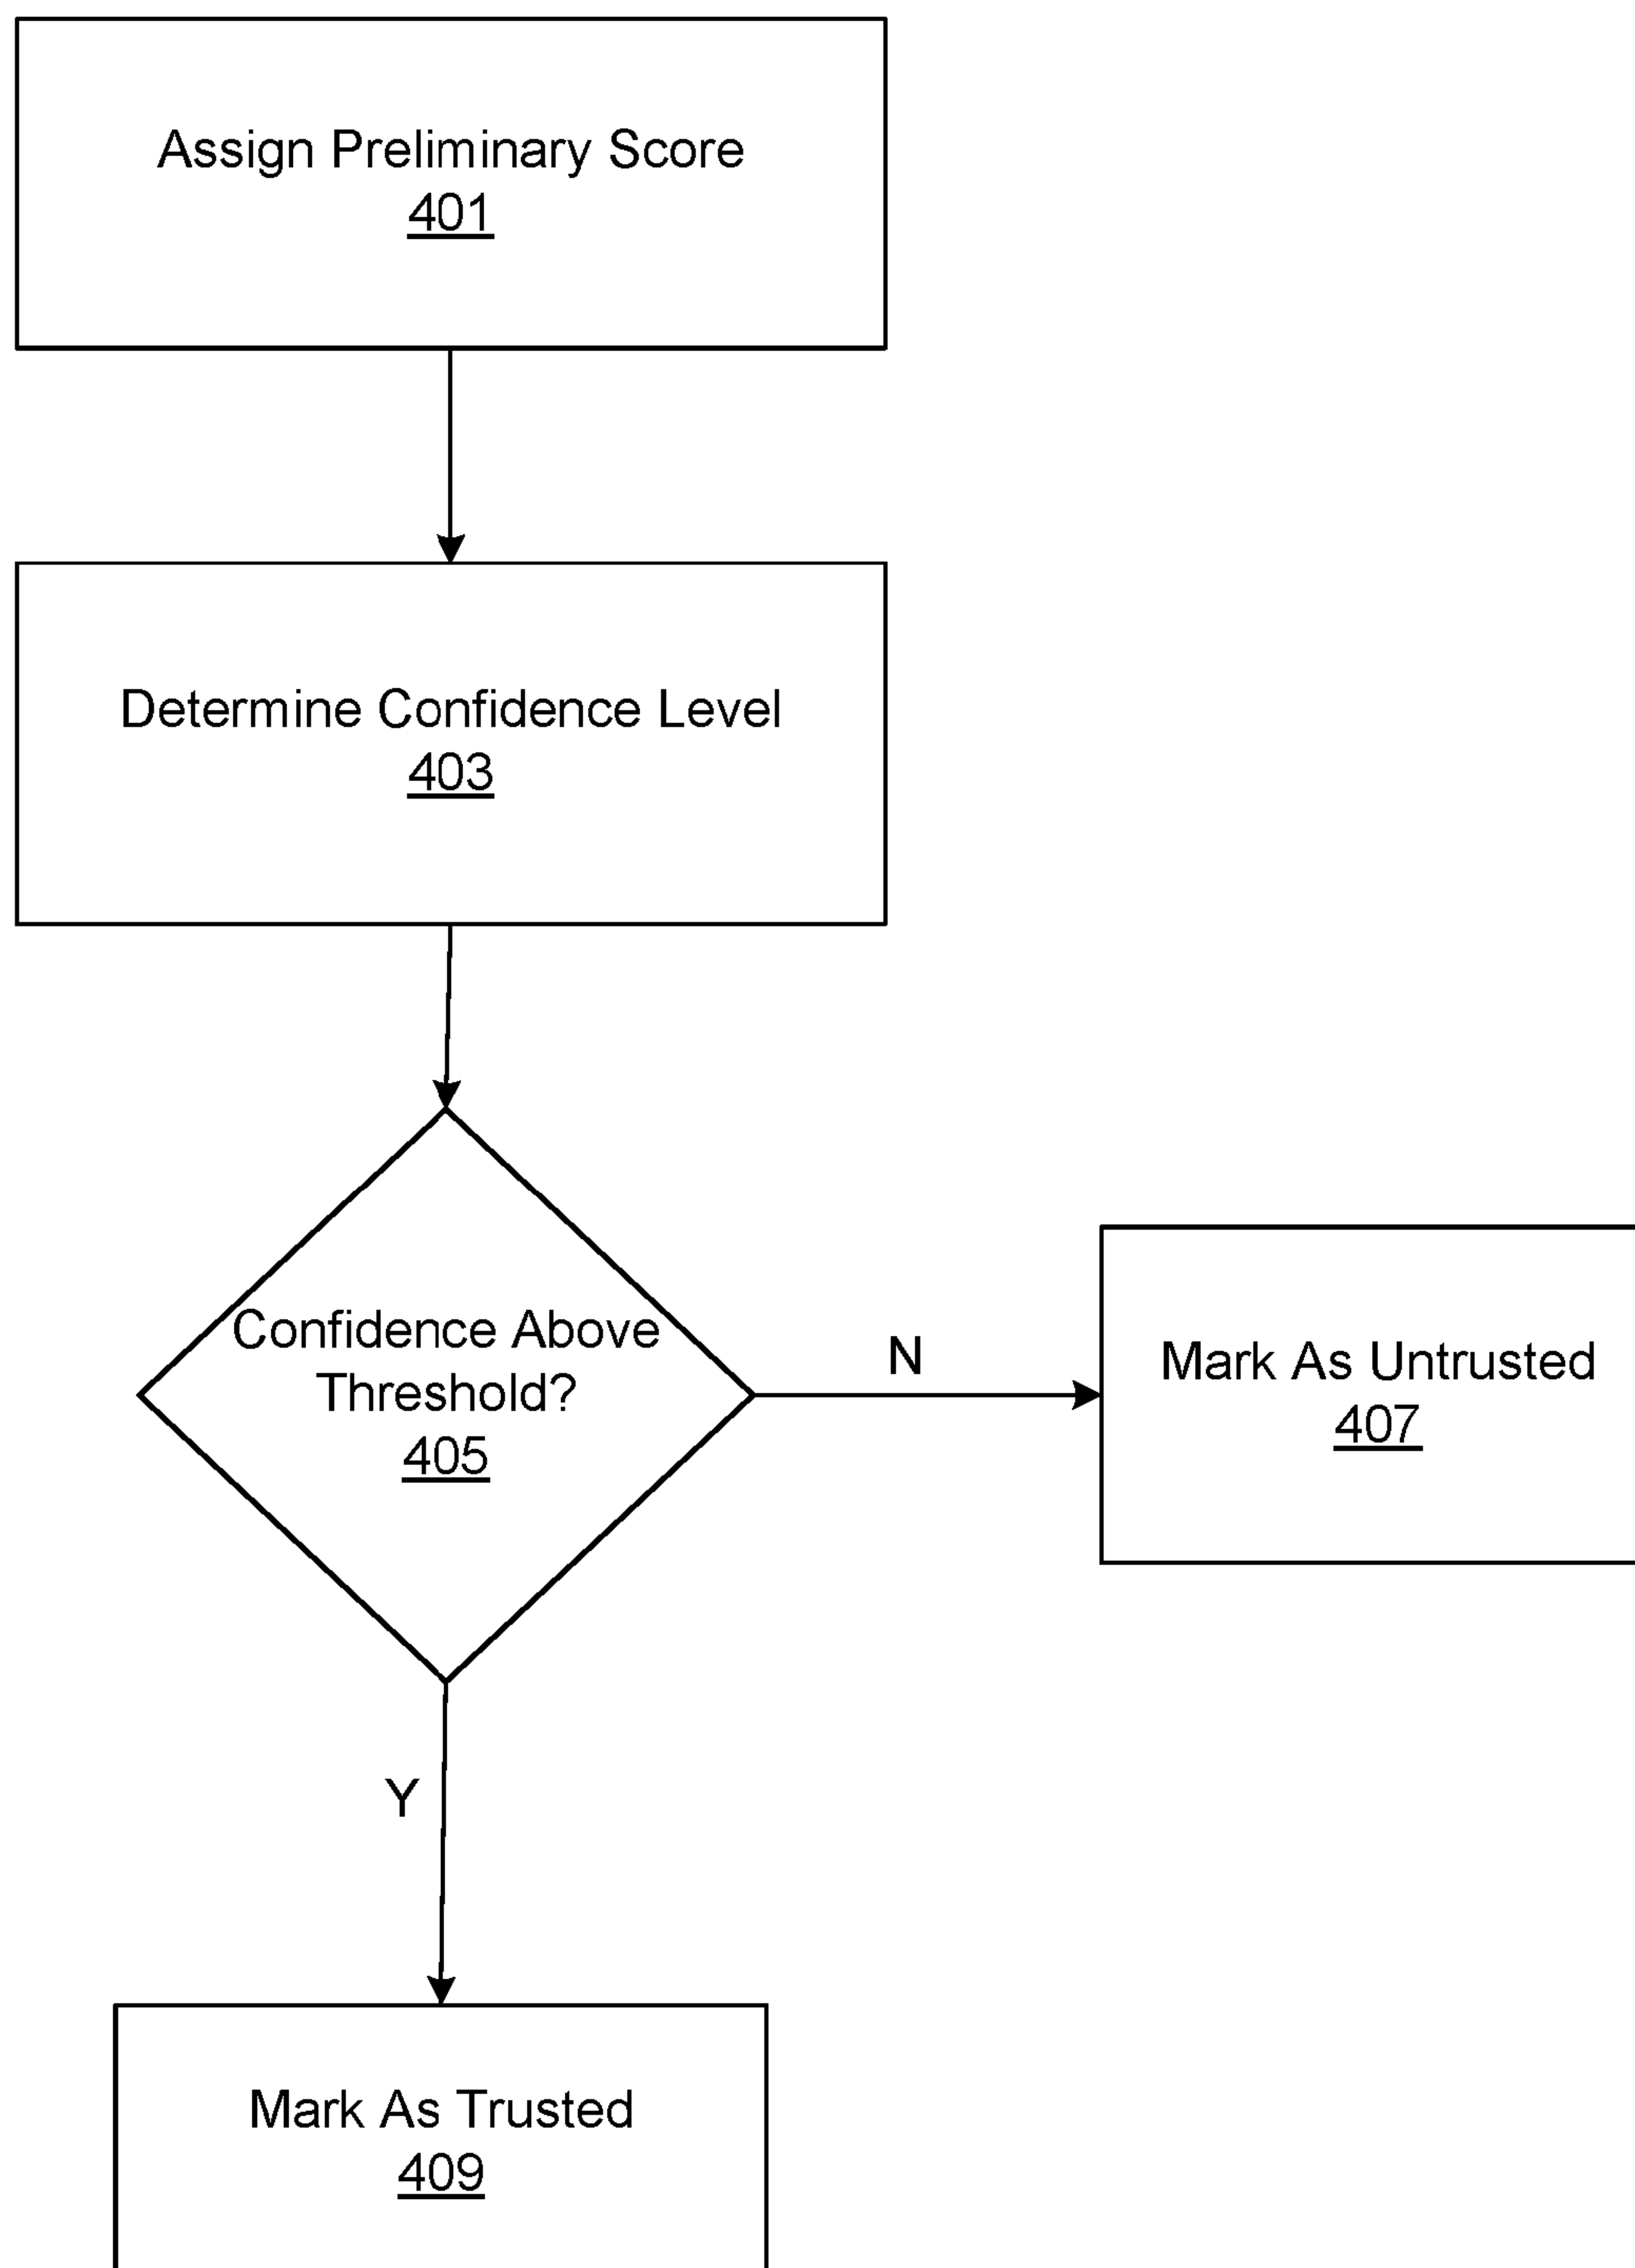 Assign Preliminary Score
401
Determine Confidence Level
403
Confidence Above
Threshold?
405
N
Mark As Untrusted
407
Y
Mark As Trusted
409